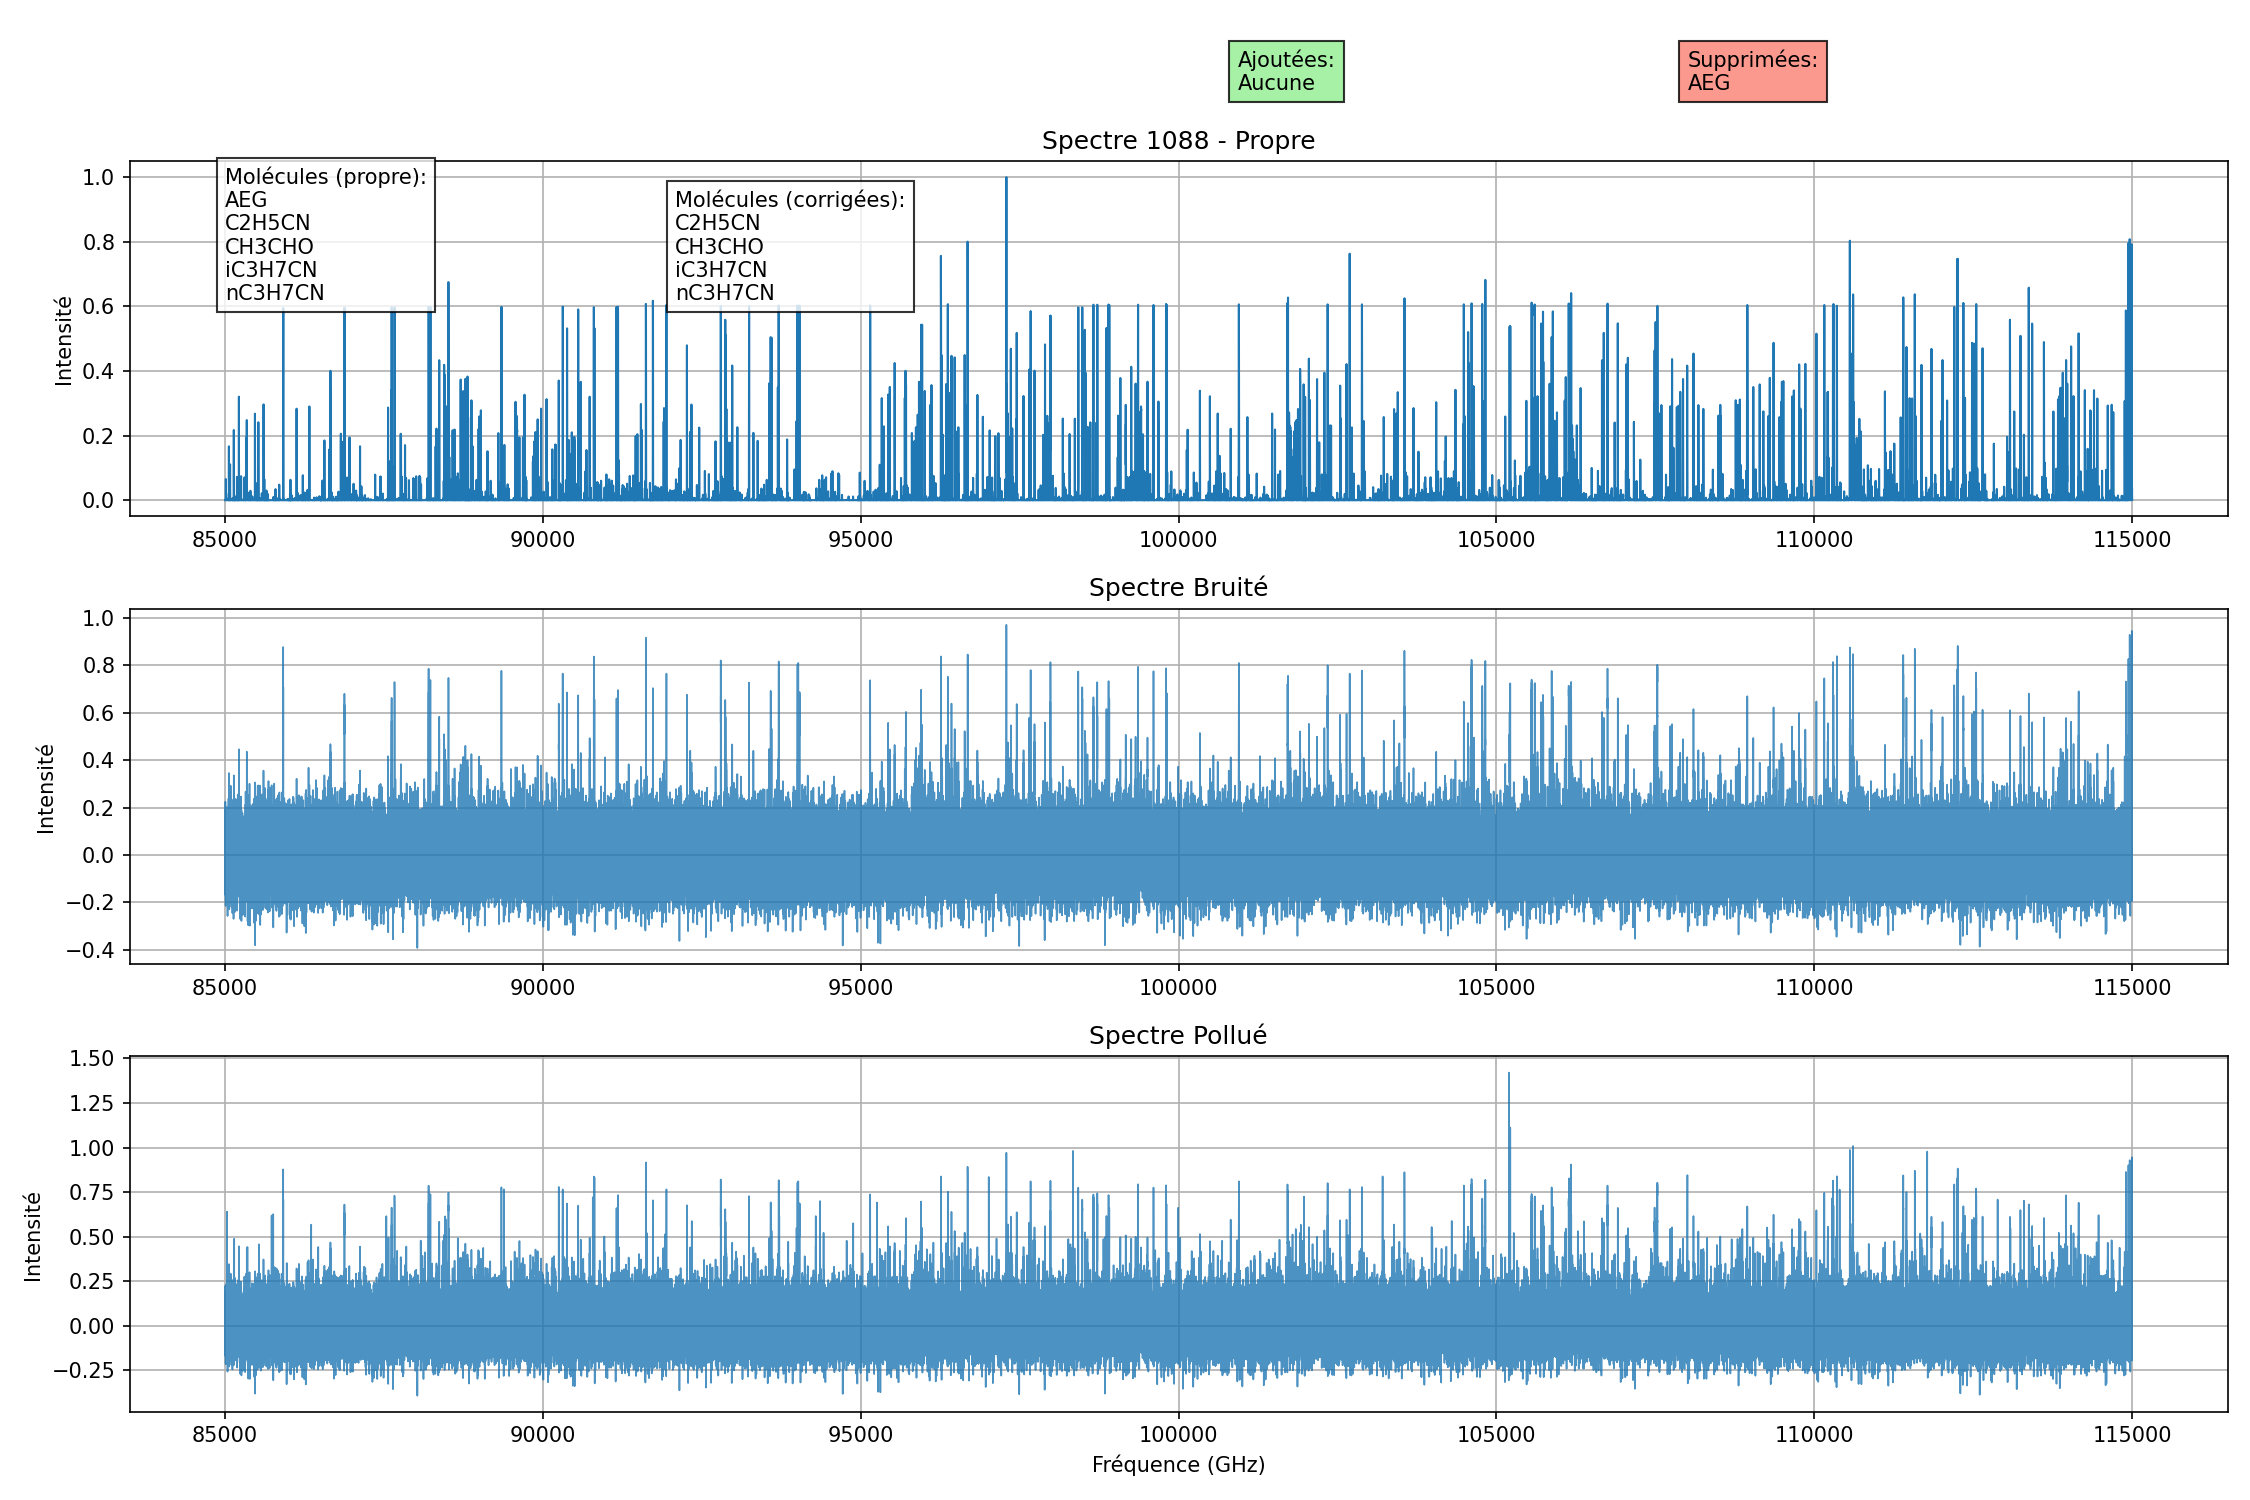 Ajoutées:
Aucune
Supprimées:
AEG
Spectre 1088 - Propre
Molécules (propre):
AEG
C2H5CN
CH3CHO
iC3H7CN
nC3H7CN
Molécules (corrigées):
C2H5CN
CH3CHO
iC3H7CN
nC3H7CN
Intensité
1.0
0.8
0.6
0.4
0.2
0.0
85000 90000 95000 100000 105000 110000 115000
Spectre Bruité
Intensité
1.0
0.8
0.6
0.4
0.2
0.0
−0.2
−0.4
85000 90000 95000 100000 105000 110000 115000
Spectre Pollué
Intensité
1.50
1.25
1.00
0.75
0.50
0.25
0.00
−0.25
85000 90000 95000 100000 105000 110000 115000
Fréquence (GHz)